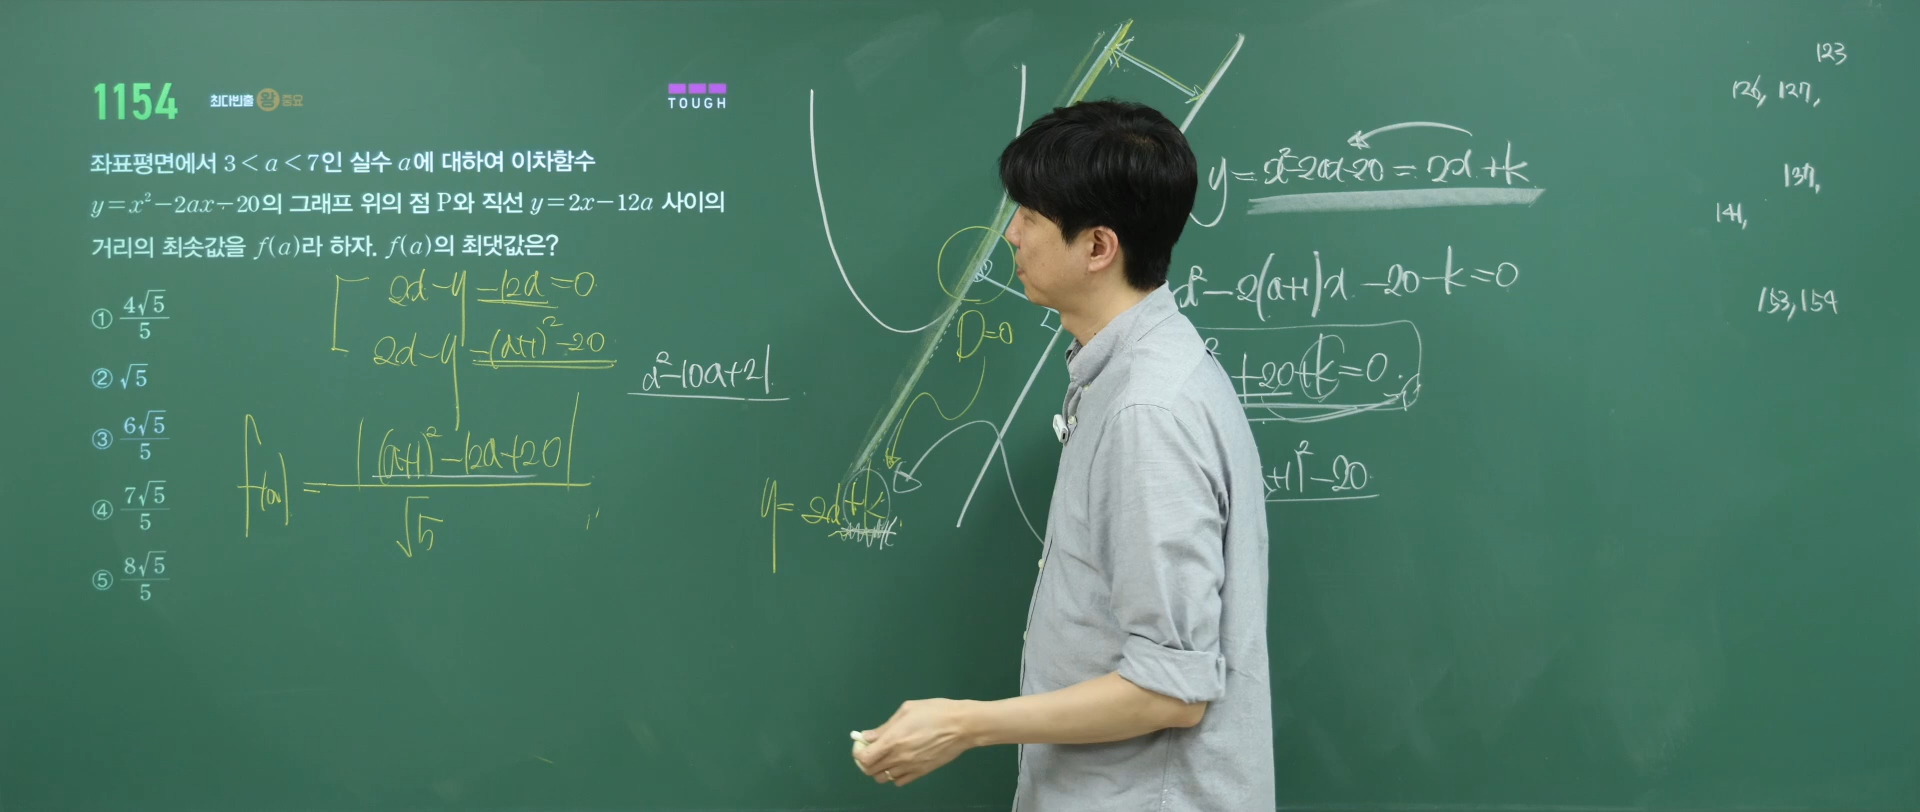 1154 최다빈출 왕 중요
TOUGH
좌표평면에서 3 < a < 7인 실수 a에 대하여 이차함수
y = x² − 2ax − 20의 그래프 위의 점 P와 직선 y = 2x − 12a 사이의
거리의 최솟값을 f(a)라 하자. f(a)의 최댓값은?
① 4√5/5
② √5
③ 6√5/5
④ 7√5/5
⑤ 8√5/5
2x-y-12a=0
2x-y-(a+1)²-20
a²-10a+21
f(a) = |(a+1)²-12a+20| / √5
D=0
y=2x+k
y=x²-2ax-20=2x+k
x²-2(a+1)x-20-k=0
+20+k=0
+1)²-20
123
126, 127,
137,
141,
153, 154